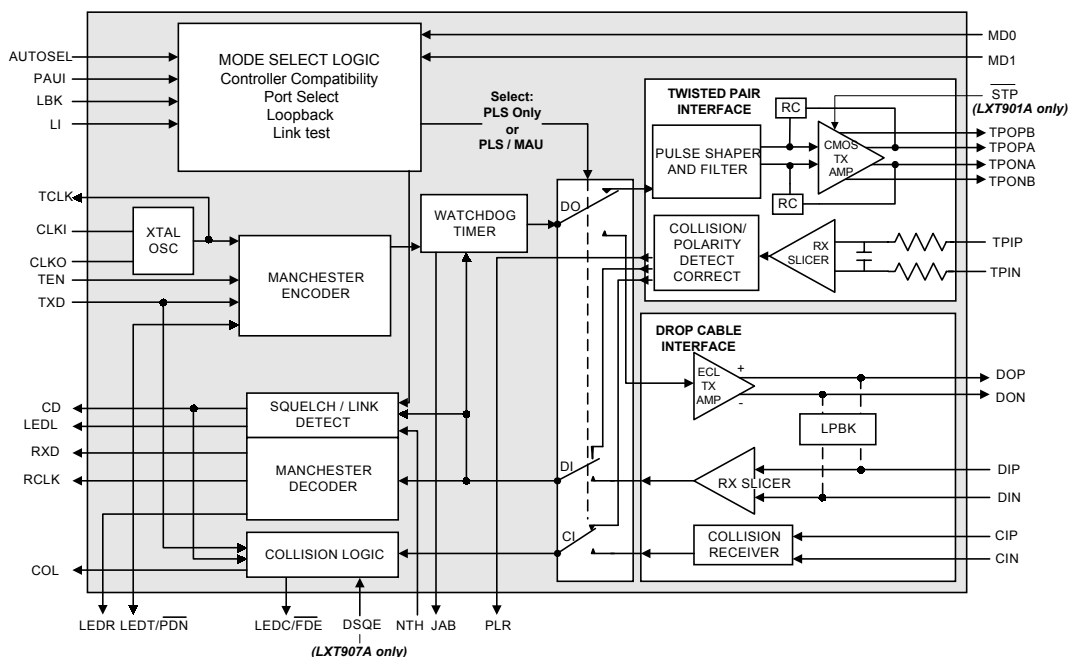 AUTOSEL
PAUI
LBK
LI
MODE SELECT LOGIC
Controller Compatibility
Port Select
Loopback
Link test
MD0
MD1
Select:
PLS Only
or
PLS / MAU
TWISTED PAIR
INTERFACE
STP
(LXT901A only)
RC
PULSE SHAPER
AND FILTER
CMOS
TX
AMP
RC
TPOPB
TPOPA
TPONA
TPONB
TCLK
CLKI
CLKO
TEN
TXD
XTAL
OSC
MANCHESTER
ENCODER
WATCHDOG
TIMER
DO
COLLISION/
POLARITY
DETECT
CORRECT
RX
SLICER
TPIP
TPIN
DROP CABLE
INTERFACE
ECL
TX
AMP
+
-
DOP
DON
LPBK
CD
LEDL
RXD
RCLK
SQUELCH / LINK
DETECT
MANCHESTER
DECODER
DI
RX SLICER
DIP
DIN
COL
COLLISION LOGIC
CI
COLLISION
RECEIVER
CIP
CIN
LEDR
LEDT/PDN
LEDC/FDE
DSQE
(LXT907A only)
NTH
JAB
PLR